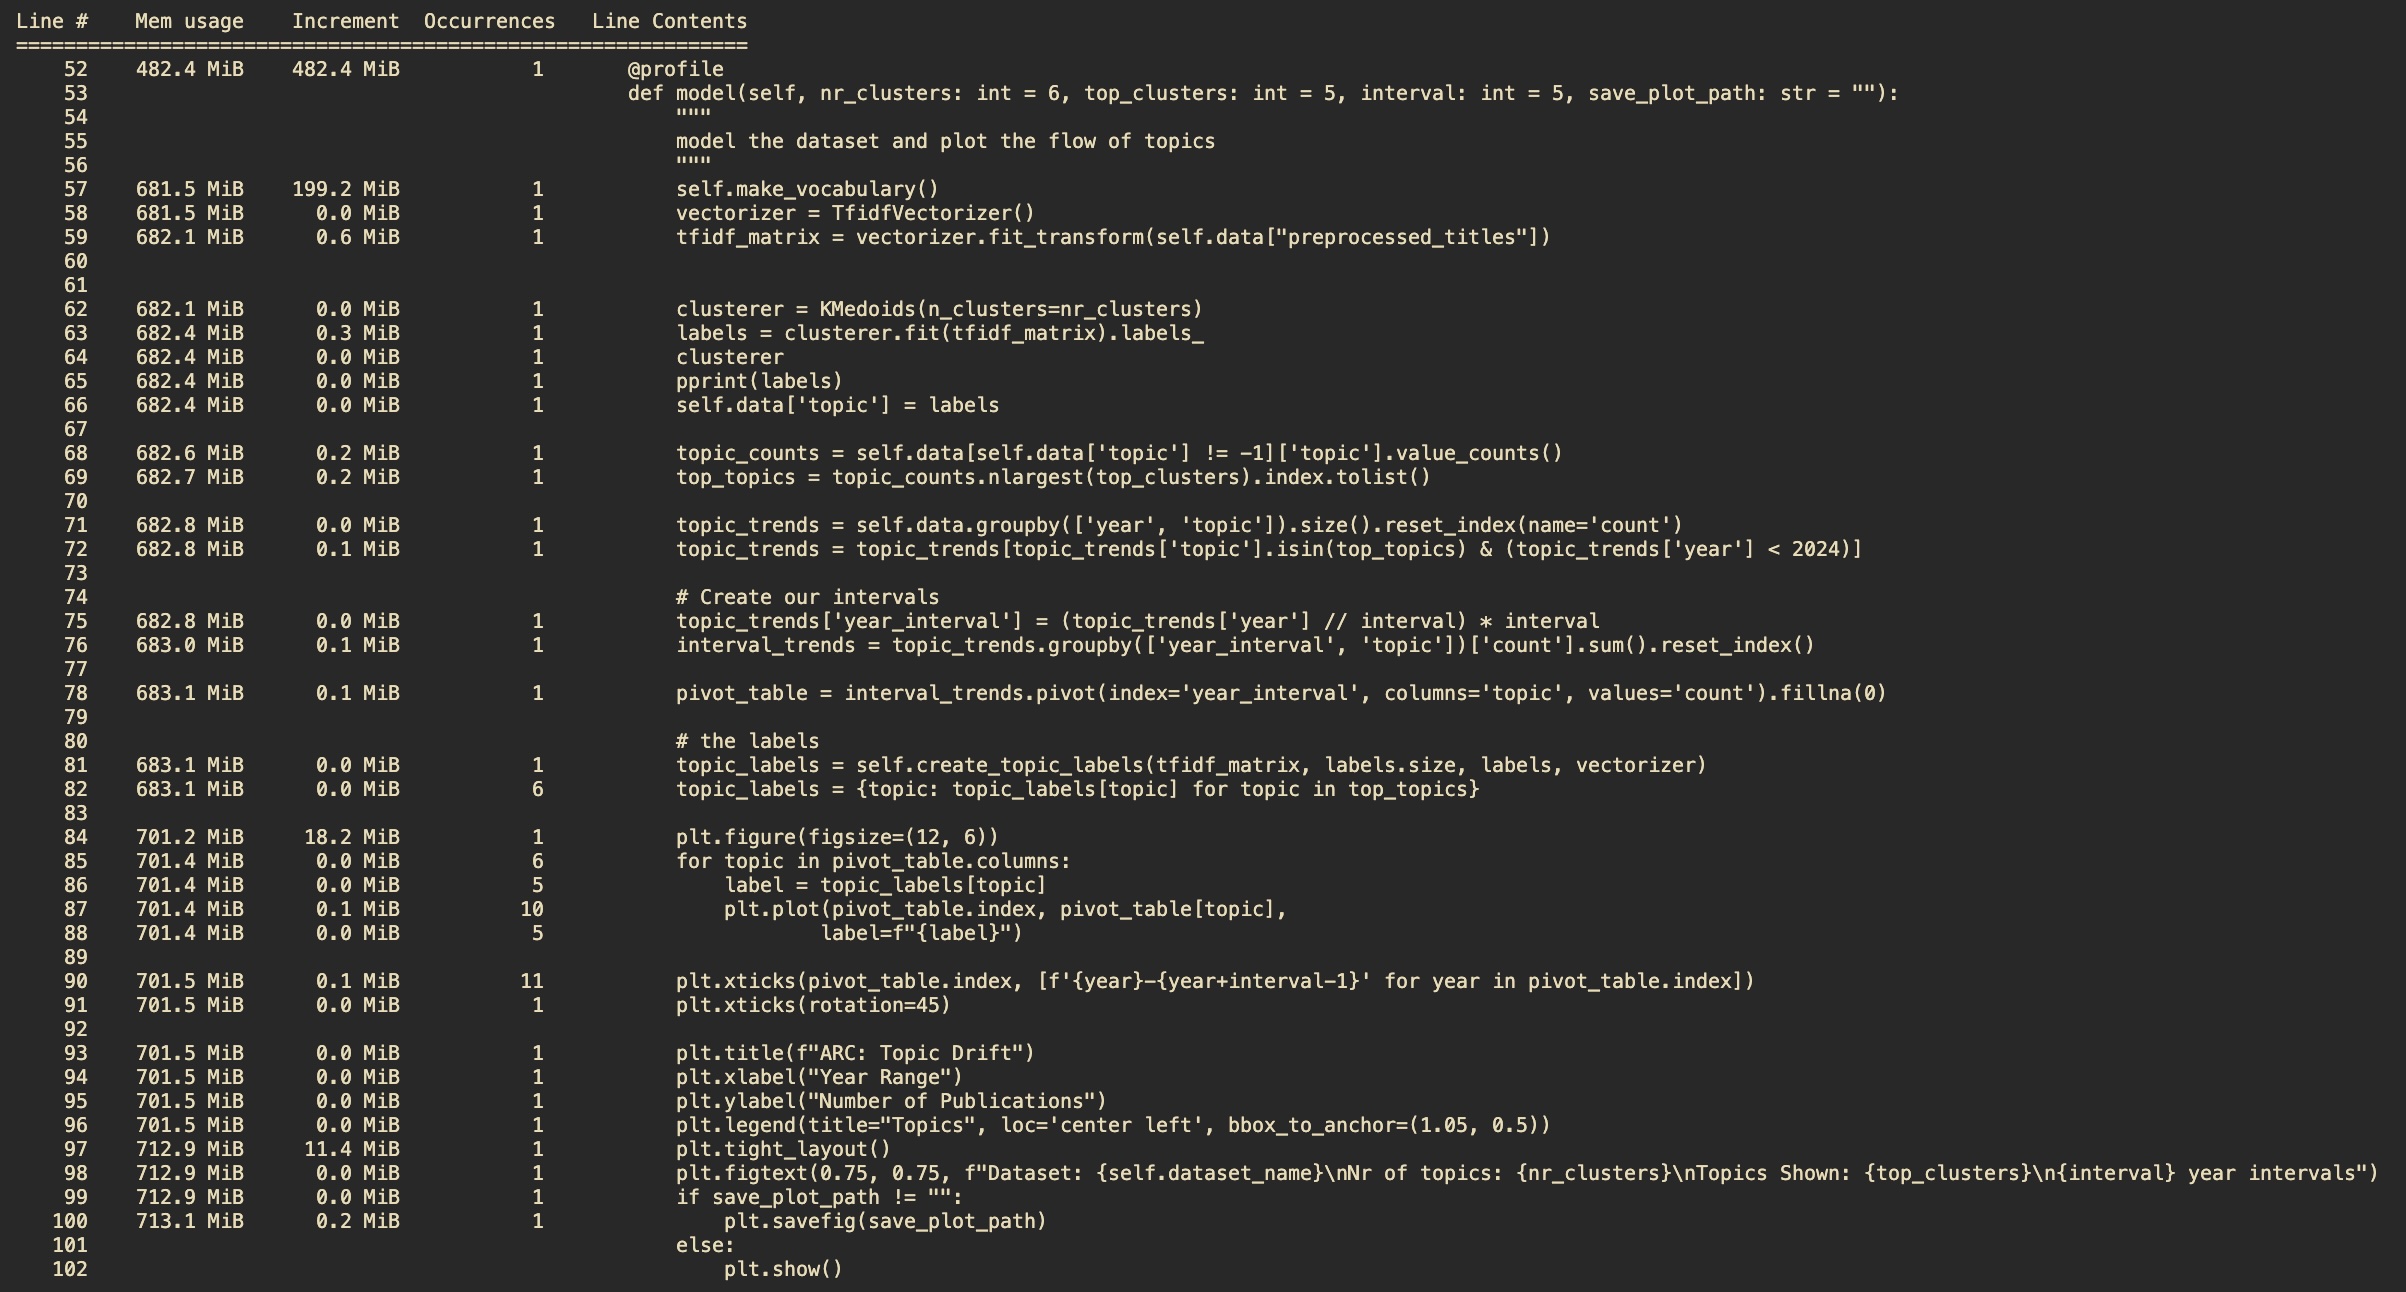 Line #    Mem usage    Increment  Occurrences   Line Contents
=============================================================
    52    482.4 MiB    482.4 MiB           1       @profile
    53                                             def model(self, nr_clusters: int = 6, top_clusters: int = 5, interval: int = 5, save_plot_path: str = ""):
    54                                                 """
    55                                                 model the dataset and plot the flow of topics
    56                                                 """
    57    681.5 MiB    199.2 MiB           1           self.make_vocabulary()
    58    681.5 MiB      0.0 MiB           1           vectorizer = TfidfVectorizer()
    59    682.1 MiB      0.6 MiB           1           tfidf_matrix = vectorizer.fit_transform(self.data["preprocessed_titles"])
    60
    61
    62    682.1 MiB      0.0 MiB           1           clusterer = KMedoids(n_clusters=nr_clusters)
    63    682.4 MiB      0.3 MiB           1           labels = clusterer.fit(tfidf_matrix).labels_
    64    682.4 MiB      0.0 MiB           1           clusterer
    65    682.4 MiB      0.0 MiB           1           pprint(labels)
    66    682.4 MiB      0.0 MiB           1           self.data['topic'] = labels
    67
    68    682.6 MiB      0.2 MiB           1           topic_counts = self.data[self.data['topic'] != -1]['topic'].value_counts()
    69    682.7 MiB      0.2 MiB           1           top_topics = topic_counts.nlargest(top_clusters).index.tolist()
    70
    71    682.8 MiB      0.0 MiB           1           topic_trends = self.data.groupby(['year', 'topic']).size().reset_index(name='count')
    72    682.8 MiB      0.1 MiB           1           topic_trends = topic_trends[topic_trends['topic'].isin(top_topics) & (topic_trends['year'] < 2024)]
    73
    74                                                 # Create our intervals
    75    682.8 MiB      0.0 MiB           1           topic_trends['year_interval'] = (topic_trends['year'] // interval) * interval
    76    683.0 MiB      0.1 MiB           1           interval_trends = topic_trends.groupby(['year_interval', 'topic'])['count'].sum().reset_index()
    77
    78    683.1 MiB      0.1 MiB           1           pivot_table = interval_trends.pivot(index='year_interval', columns='topic', values='count').fillna(0)
    79
    80                                                 # the labels
    81    683.1 MiB      0.0 MiB           1           topic_labels = self.create_topic_labels(tfidf_matrix, labels.size, labels, vectorizer)
    82    683.1 MiB      0.0 MiB           6           topic_labels = {topic: topic_labels[topic] for topic in top_topics}
    83
    84    701.2 MiB     18.2 MiB           1           plt.figure(figsize=(12, 6))
    85    701.4 MiB      0.0 MiB           6           for topic in pivot_table.columns:
    86    701.4 MiB      0.0 MiB           5               label = topic_labels[topic]
    87    701.4 MiB      0.1 MiB          10               plt.plot(pivot_table.index, pivot_table[topic],
    88    701.4 MiB      0.0 MiB           5                       label=f"{label}")
    89
    90    701.5 MiB      0.1 MiB          11           plt.xticks(pivot_table.index, [f'{year}-{year+interval-1}' for year in pivot_table.index])
    91    701.5 MiB      0.0 MiB           1           plt.xticks(rotation=45)
    92
    93    701.5 MiB      0.0 MiB           1           plt.title(f"ARC: Topic Drift")
    94    701.5 MiB      0.0 MiB           1           plt.xlabel("Year Range")
    95    701.5 MiB      0.0 MiB           1           plt.ylabel("Number of Publications")
    96    701.5 MiB      0.0 MiB           1           plt.legend(title="Topics", loc='center left', bbox_to_anchor=(1.05, 0.5))
    97    712.9 MiB     11.4 MiB           1           plt.tight_layout()
    98    712.9 MiB      0.0 MiB           1           plt.figtext(0.75, 0.75, f"Dataset: {self.dataset_name}\nNr of topics: {nr_clusters}\nTopics Shown: {top_clusters}\n{interval} year intervals")
    99    712.9 MiB      0.0 MiB           1           if save_plot_path != "":
   100    713.1 MiB      0.2 MiB           1               plt.savefig(save_plot_path)
   101                                                 else:
   102                                                     plt.show()